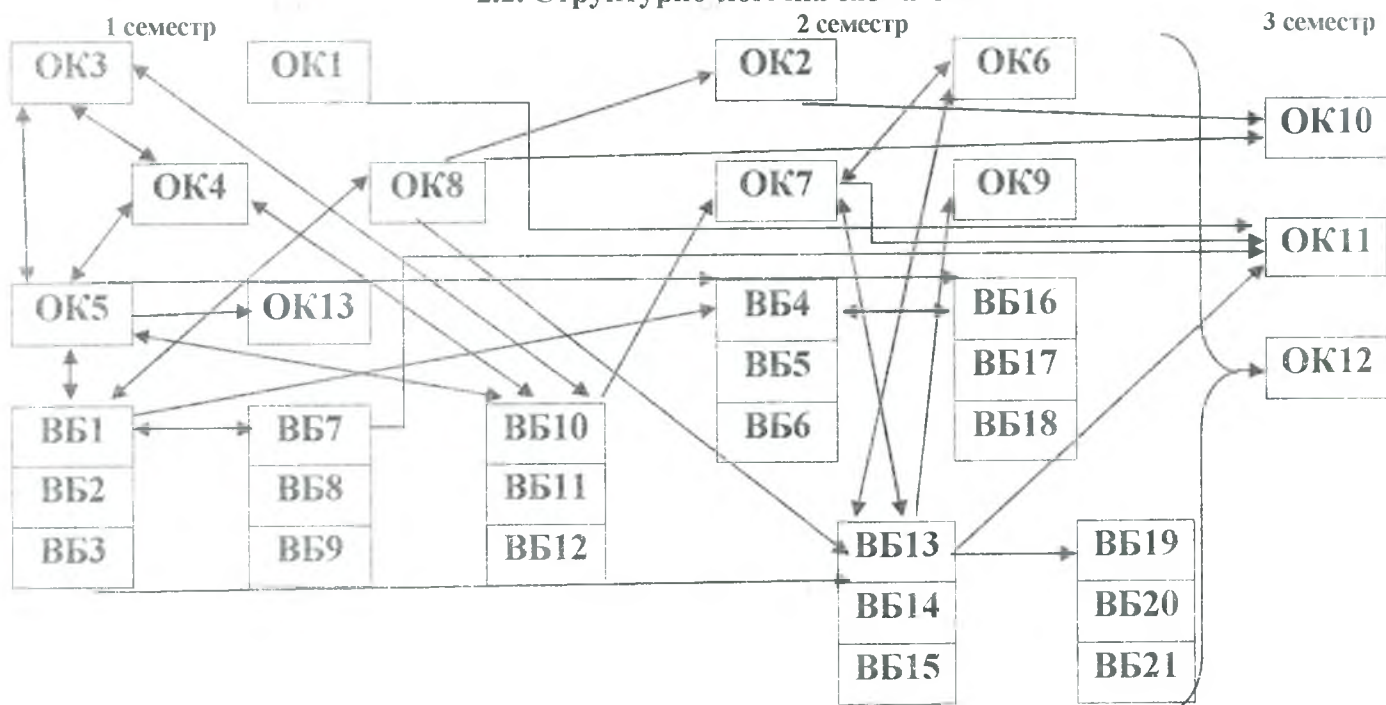 1 семестр 2 семестр 3 семестр
ОК3 ОК1 ОК2 ОК6
ОК10
ОК4 ОК8 ОК7 ОК9
ОК11
ОК5 ОК13 ВБ4 ВБ16
ВБ5 ВБ17 ОК12
ВБ1 ВБ7 ВБ10 ВБ6 ВБ18
ВБ2 ВБ8 ВБ11
ВБ3 ВБ9 ВБ12 ВБ13 ВБ19
ВБ14 ВБ20
ВБ15 ВБ21